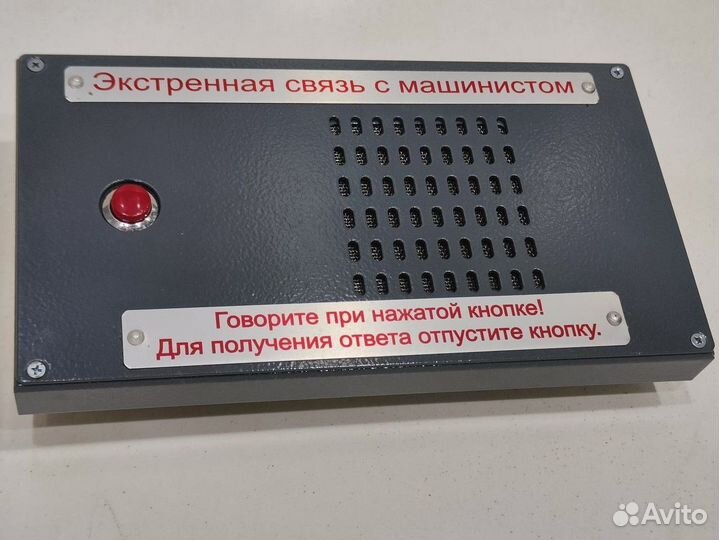 Экстренная связь с машинистом
Говорите при нажатой кнопке!
Для получения ответа отпустите кнопку.
Avito